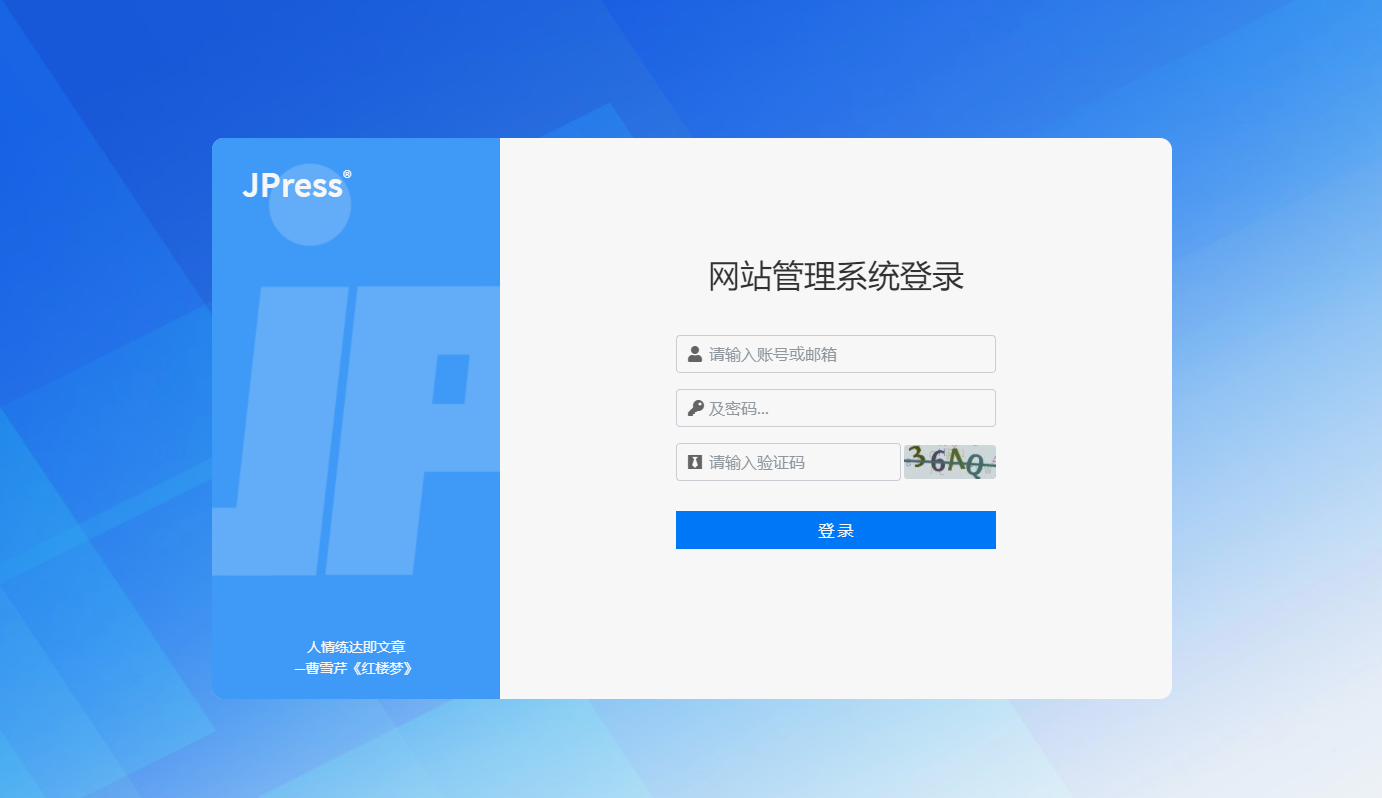 JPress®
人情练达即文章
—曹雪芹《红楼梦》
网站管理系统登录
请输入账号或邮箱
及密码...
请输入验证码
36AQ
登录